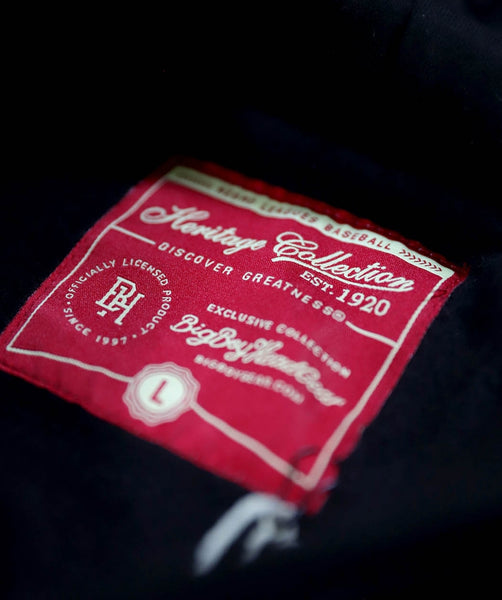 NEGRO LEAGUES BASEBALL
Heritage Collection
EST. 1920
DISCOVER GREATNESS®
OFFICIALLY LICENSED PRODUCT
SINCE 1997
EXCLUSIVE COLLECTION
BigBoyHeadGear
L